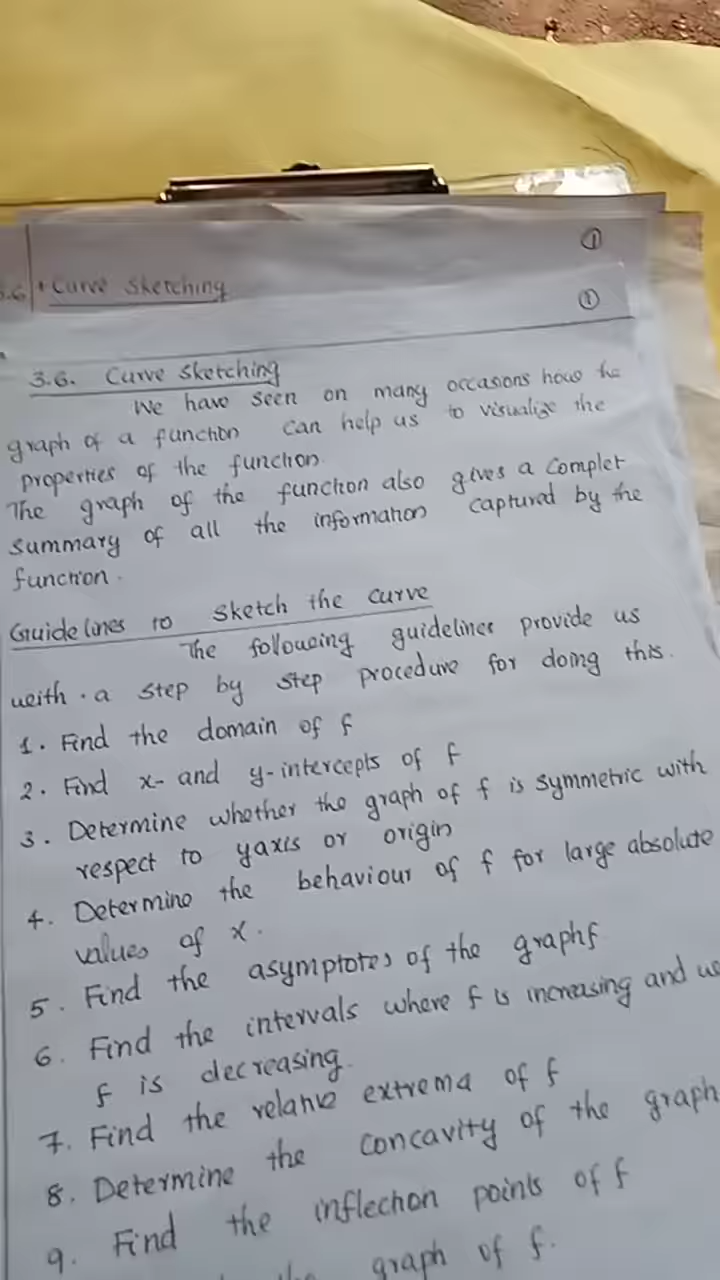 ①
3.6 + Curve Sketching
①
3.6. Curve Sketching
We have seen on many occasions how the
graph of a function can help us to visualize the
properties of the function.
The graph of the function also gives a Complet
Summary of all the information captured by the
function.
Guide lines to sketch the curve
The following guidelines provide us
with a step by step procedure for doing this.
1. Find the domain of f
2. Find x- and y-intercepts of f
3. Determine whether the graph of f is symmetric with
respect to yaxis or origin
4. Determine the behaviour of f for large absolute
values of x.
5. Find the asymptotes of the graph f
6. Find the intervals where f is increasing and
f is decreasing.
7. Find the relative extrema of f
8. Determine the concavity of the graph
9. Find the inflection points of f
graph of f.